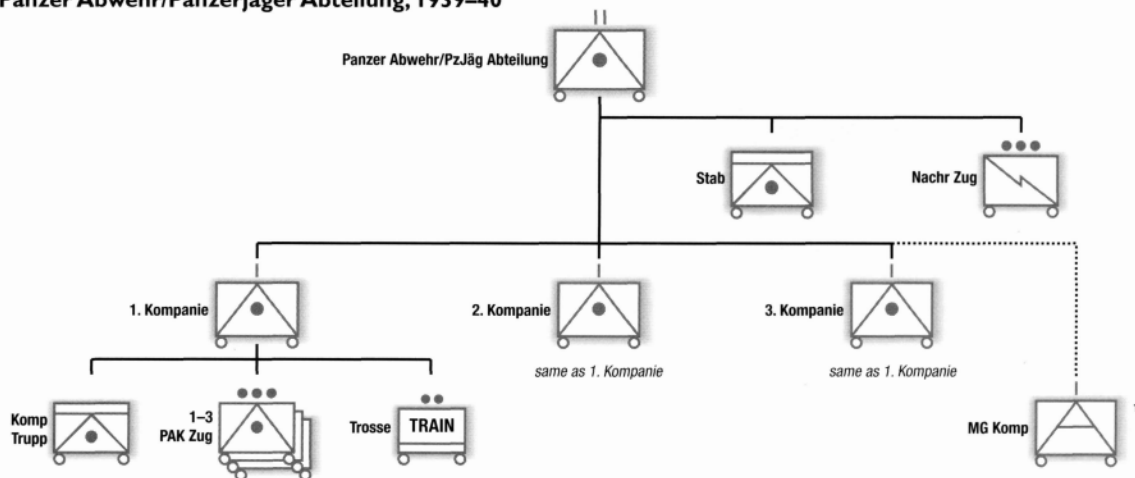 Panzer Abwehr/Panzerjäger Abteilung, 1939–40
Panzer Abwehr/PzJäg Abteilung
Stab
Nachr Zug
1. Kompanie
2. Kompanie
3. Kompanie
same as 1. Kompanie
same as 1. Kompanie
Komp
Trupp
1–3
PAK Zug
Trosse
TRAIN
MG Komp